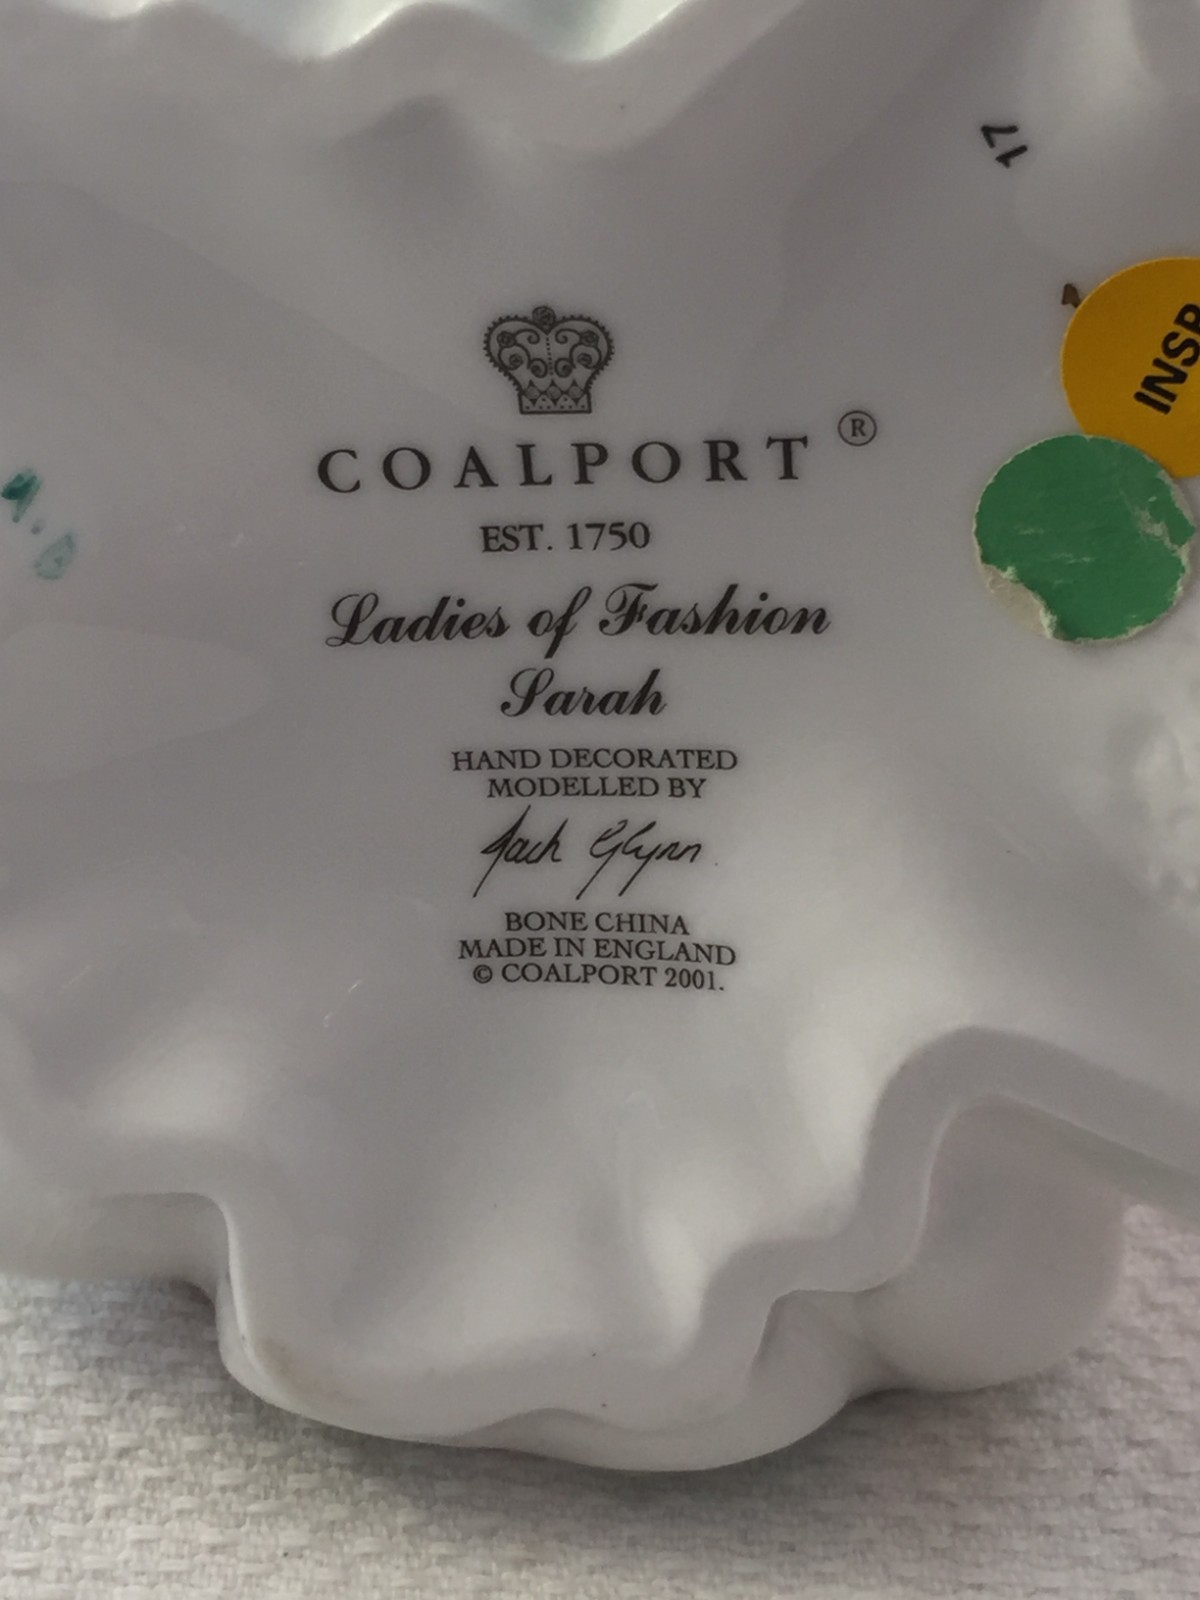 17
INSP
COALPORT ®
EST. 1750
Ladies of Fashion
Sarah
HAND DECORATED
MODELLED BY
Jack Glynn
BONE CHINA
MADE IN ENGLAND
© COALPORT 2001.